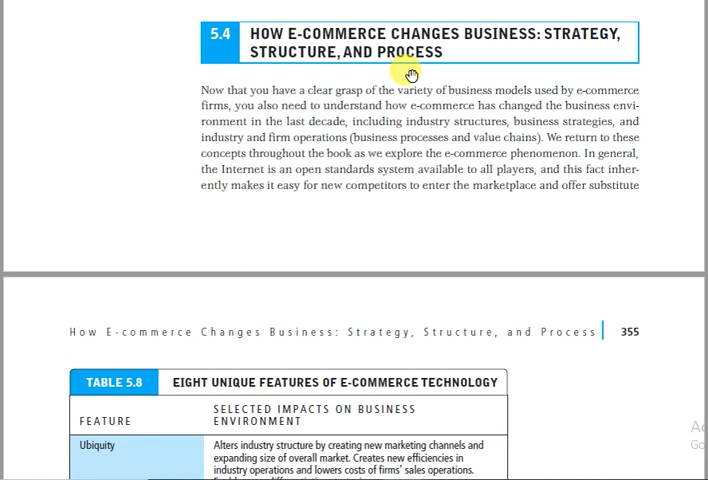 5.4 HOW E-COMMERCE CHANGES BUSINESS: STRATEGY,
STRUCTURE, AND PROCESS
Now that you have a clear grasp of the variety of business models used by e-commerce
firms, you also need to understand how e-commerce has changed the business envi-
ronment in the last decade, including industry structures, business strategies, and
industry and firm operations (business processes and value chains). We return to these
concepts throughout the book as we explore the e-commerce phenomenon. In general,
the Internet is an open standards system available to all players, and this fact inher-
ently makes it easy for new competitors to enter the marketplace and offer substitute
How E-commerce Changes Business: Strategy, Structure, and Process 355
TABLE 5.8 EIGHT UNIQUE FEATURES OF E-COMMERCE TECHNOLOGY
FEATURE
SELECTED IMPACTS ON BUSINESS
ENVIRONMENT
Ubiquity
Alters industry structure by creating new marketing channels and
expanding size of overall market. Creates new efficiencies in
industry operations and lowers costs of firms' sales operations.